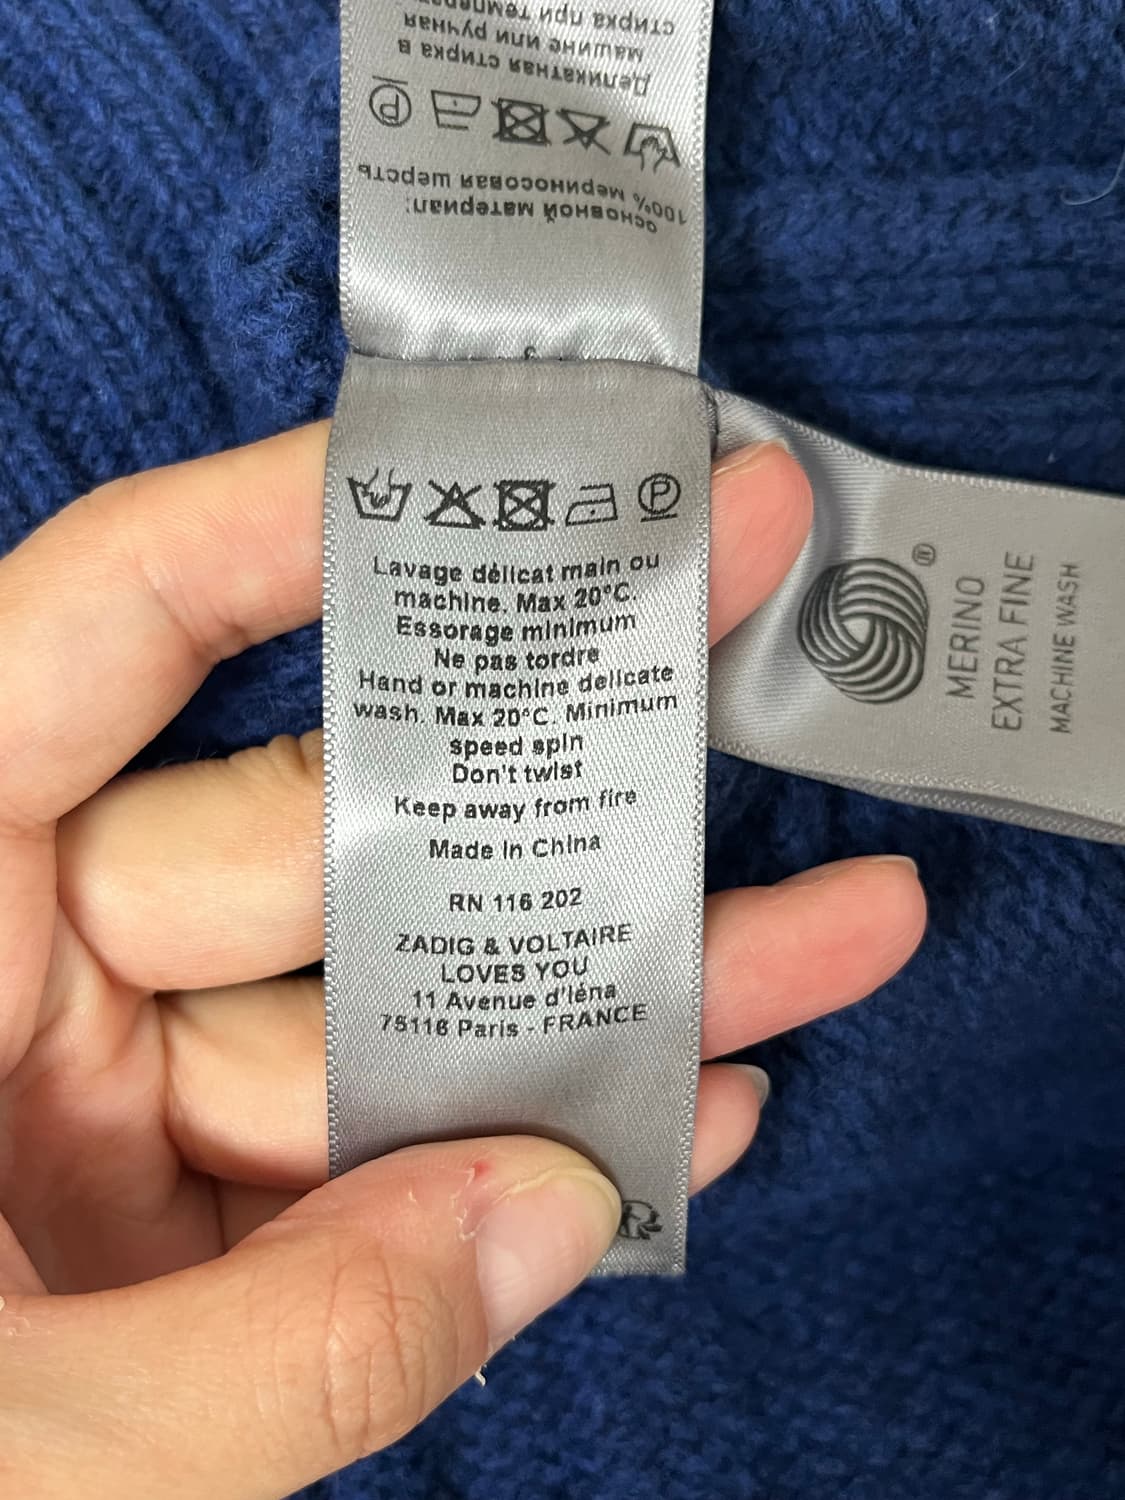 основной материал:
100% мериносовая шерсть
P
Деликатная стирка в
машине или ручная
стирка при
P
Lavage délicat main ou
machine. Max 20°C.
Essorage minimum
Ne pas tordre
Hand or machine delicate
wash. Max 20°C. Minimum
speed spin
Don't twist
Keep away from fire
Made in China
RN 116 202
ZADIG & VOLTAIRE
LOVES YOU
11 Avenue d'Iéna
75116 Paris - FRANCE
®
MERINO
EXTRA FINE
MACHINE WASH